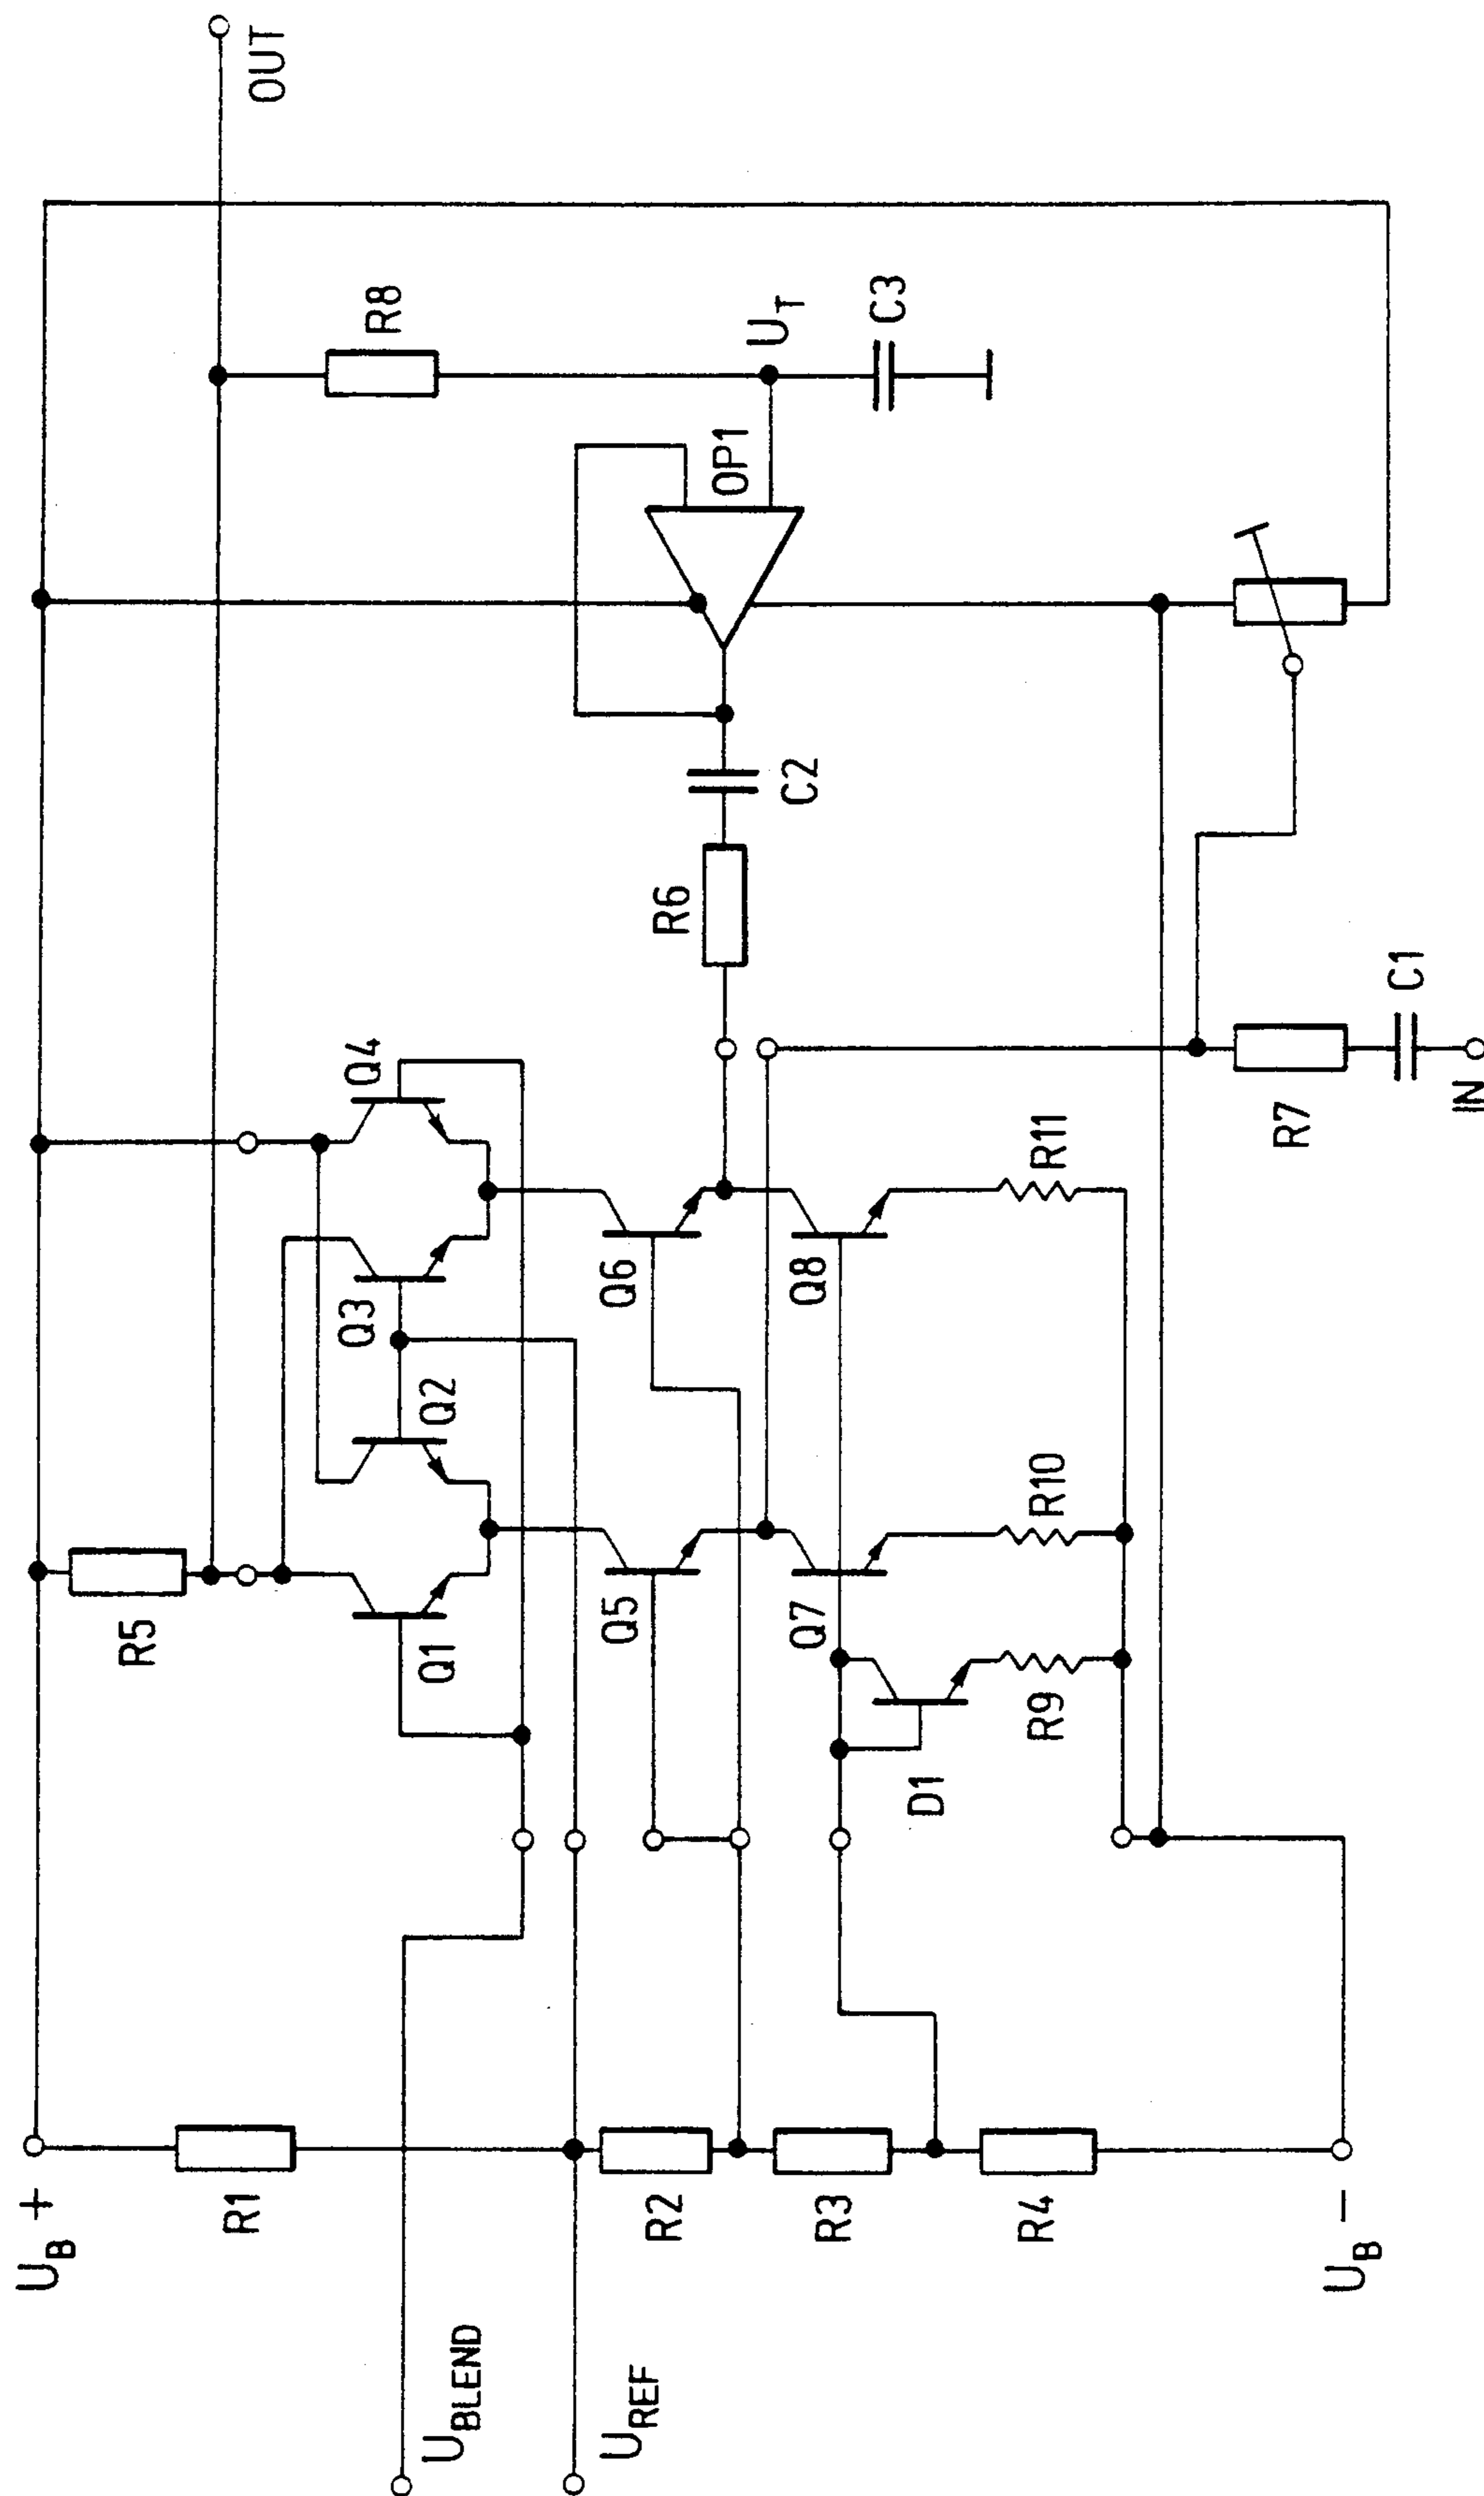 U_B +
U_BLEND
U_REF
U_B −
R1
R2
R3
R4
R5
Q1
Q2
Q3
Q4
Q5
Q6
Q7
Q8
D1
R9
R10
R11
R6
C2
OP1
R8
U_T
C3
R7
C1
IN
OUT